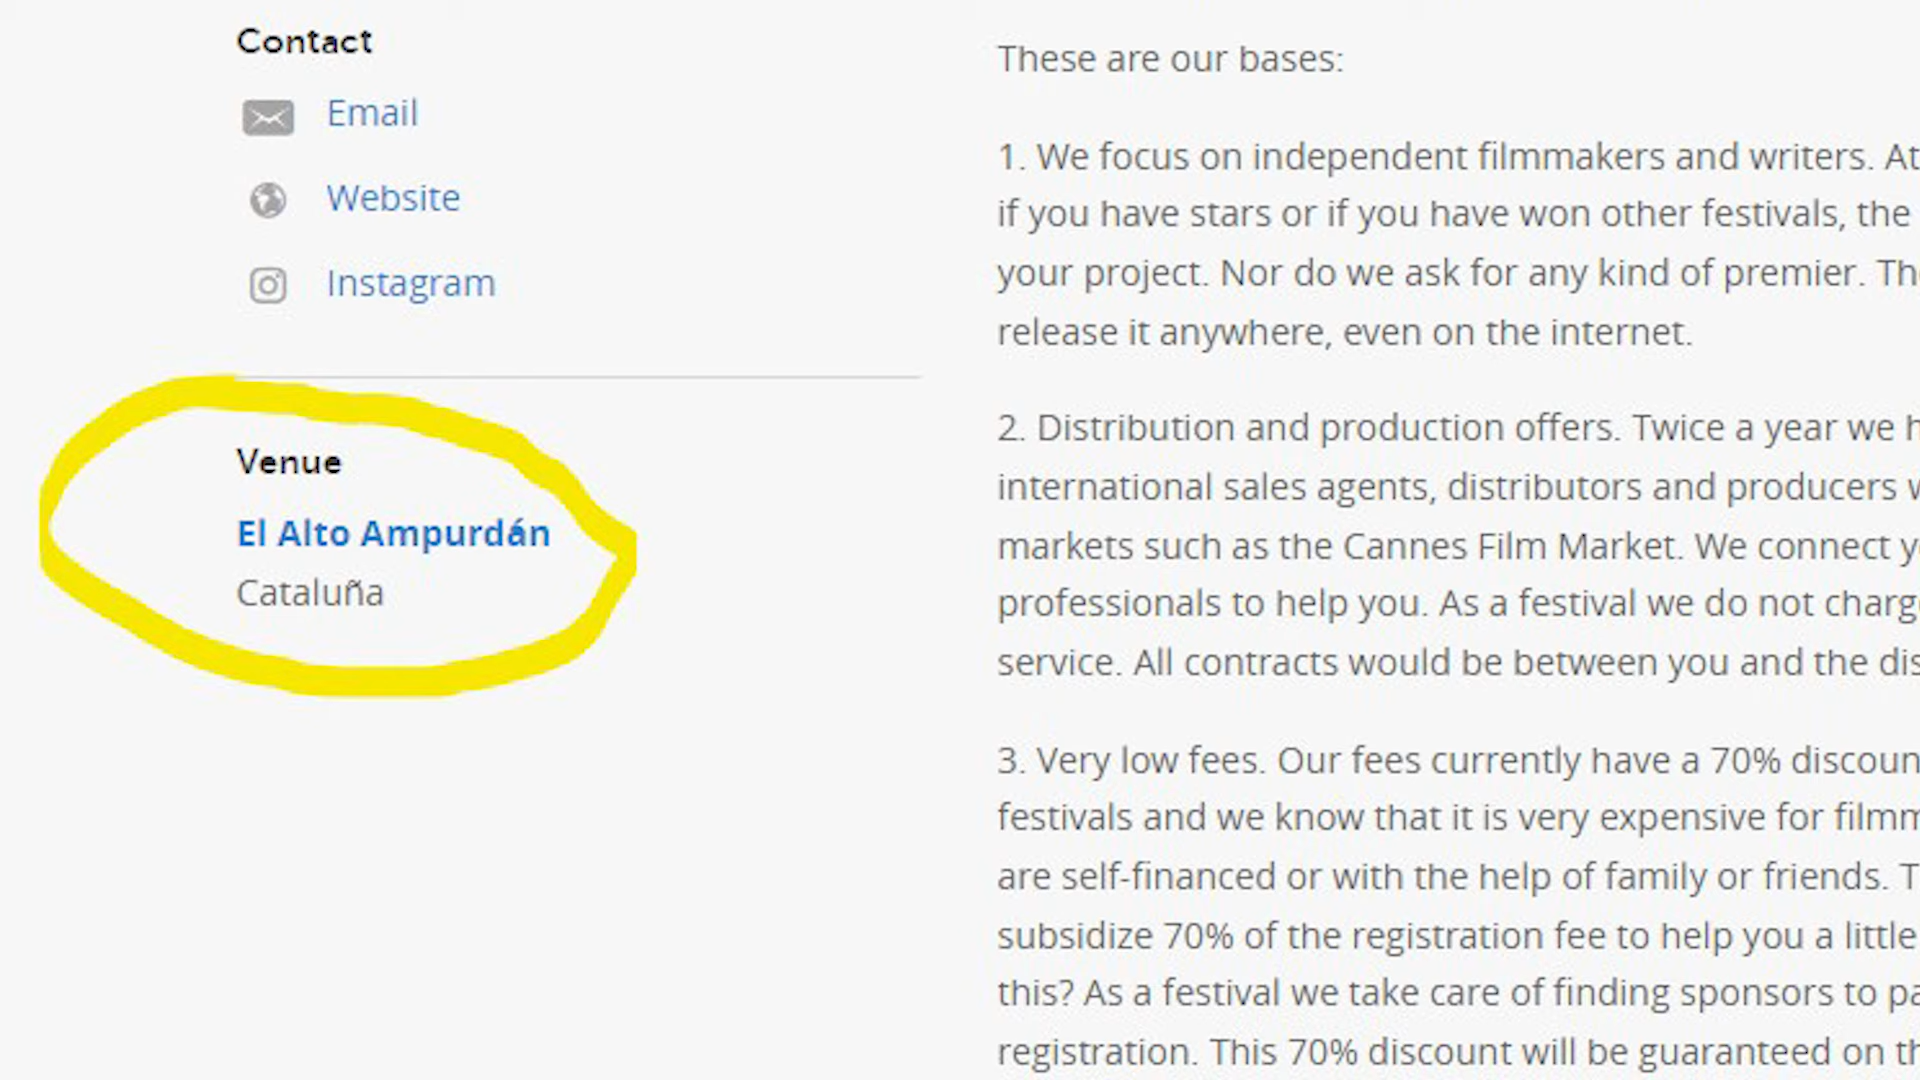 Contact
Email
Website
Instagram
Venue
El Alto Ampurdán
Cataluña
These are our bases:
1. We focus on independent filmmakers and writers. At
if you have stars or if you have won other festivals, the
your project. Nor do we ask for any kind of premier. Th
release it anywhere, even on the internet.
2. Distribution and production offers. Twice a year we h
international sales agents, distributors and producers w
markets such as the Cannes Film Market. We connect y
professionals to help you. As a festival we do not charg
service. All contracts would be between you and the dis
3. Very low fees. Our fees currently have a 70% discoun
festivals and we know that it is very expensive for filmm
are self-financed or with the help of family or friends. T
subsidize 70% of the registration fee to help you a little
this? As a festival we take care of finding sponsors to pa
registration. This 70% discount will be guaranteed on th